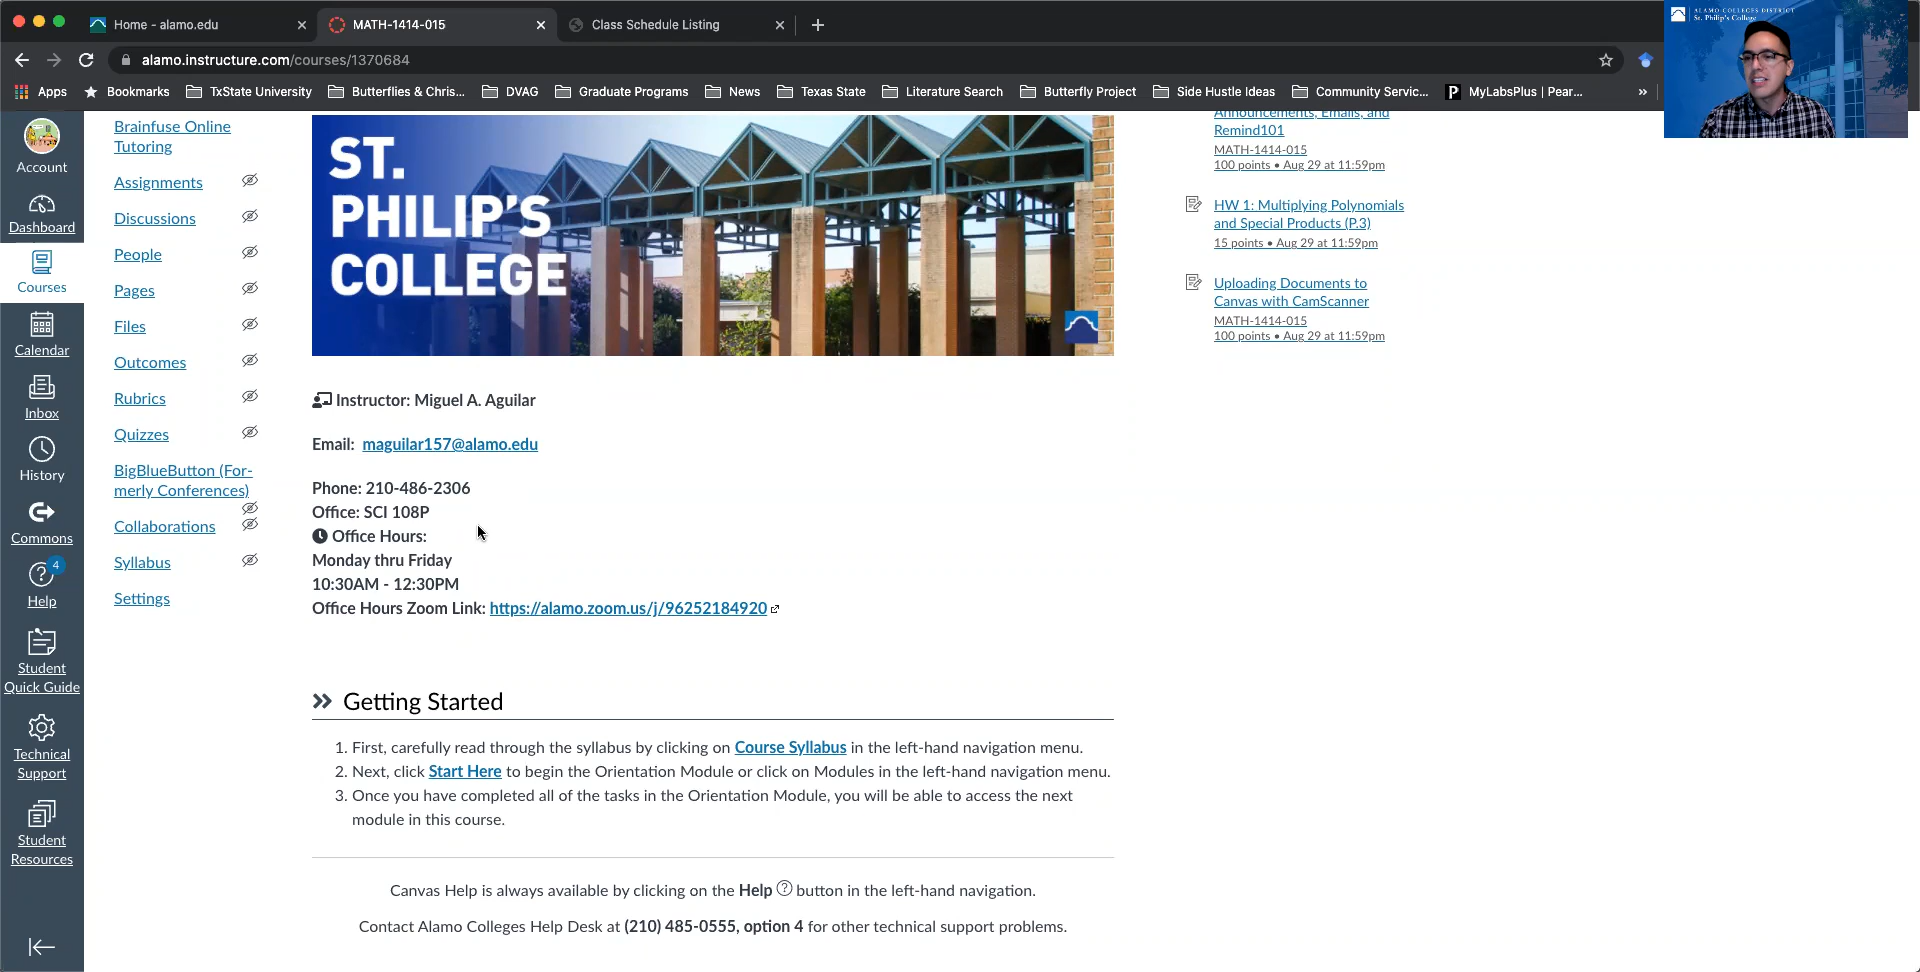 Home - alamo.edu
MATH-1414-015
Class Schedule Listing
alamo.instructure.com/courses/1370684
Apps
Bookmarks
TxState University
Butterflies & Chris...
DVAG
Graduate Programs
News
Texas State
Literature Search
Butterfly Project
Side Hustle Ideas
Community Servic...
MyLabsPlus | Pear...
»
ALAMO COLLEGES DISTRICT
St. Philip's College
Account
Dashboard
Courses
Calendar
Inbox
History
Commons
4
Help
Student
Quick Guide
Technical
Support
Student
Resources
Brainfuse Online
Tutoring
Assignments
Discussions
People
Pages
Files
Outcomes
Rubrics
Quizzes
BigBlueButton (For-
merly Conferences)
Collaborations
Syllabus
Settings
ST.
PHILIP'S
COLLEGE
Instructor: Miguel A. Aguilar
Email: maguilar157@alamo.edu
Phone: 210-486-2306
Office: SCI 108P
Office Hours:
Monday thru Friday
10:30AM - 12:30PM
Office Hours Zoom Link: https://alamo.zoom.us/j/96252184920
Getting Started
1. First, carefully read through the syllabus by clicking on Course Syllabus in the left-hand navigation menu.
2. Next, click Start Here to begin the Orientation Module or click on Modules in the left-hand navigation menu.
3. Once you have completed all of the tasks in the Orientation Module, you will be able to access the next
module in this course.
Canvas Help is always available by clicking on the Help ? button in the left-hand navigation.
Contact Alamo Colleges Help Desk at (210) 485-0555, option 4 for other technical support problems.
Announcements, Emails, and
Remind101
MATH-1414-015
100 points • Aug 29 at 11:59pm
HW 1: Multiplying Polynomials
and Special Products (P.3)
15 points • Aug 29 at 11:59pm
Uploading Documents to
Canvas with CamScanner
MATH-1414-015
100 points • Aug 29 at 11:59pm